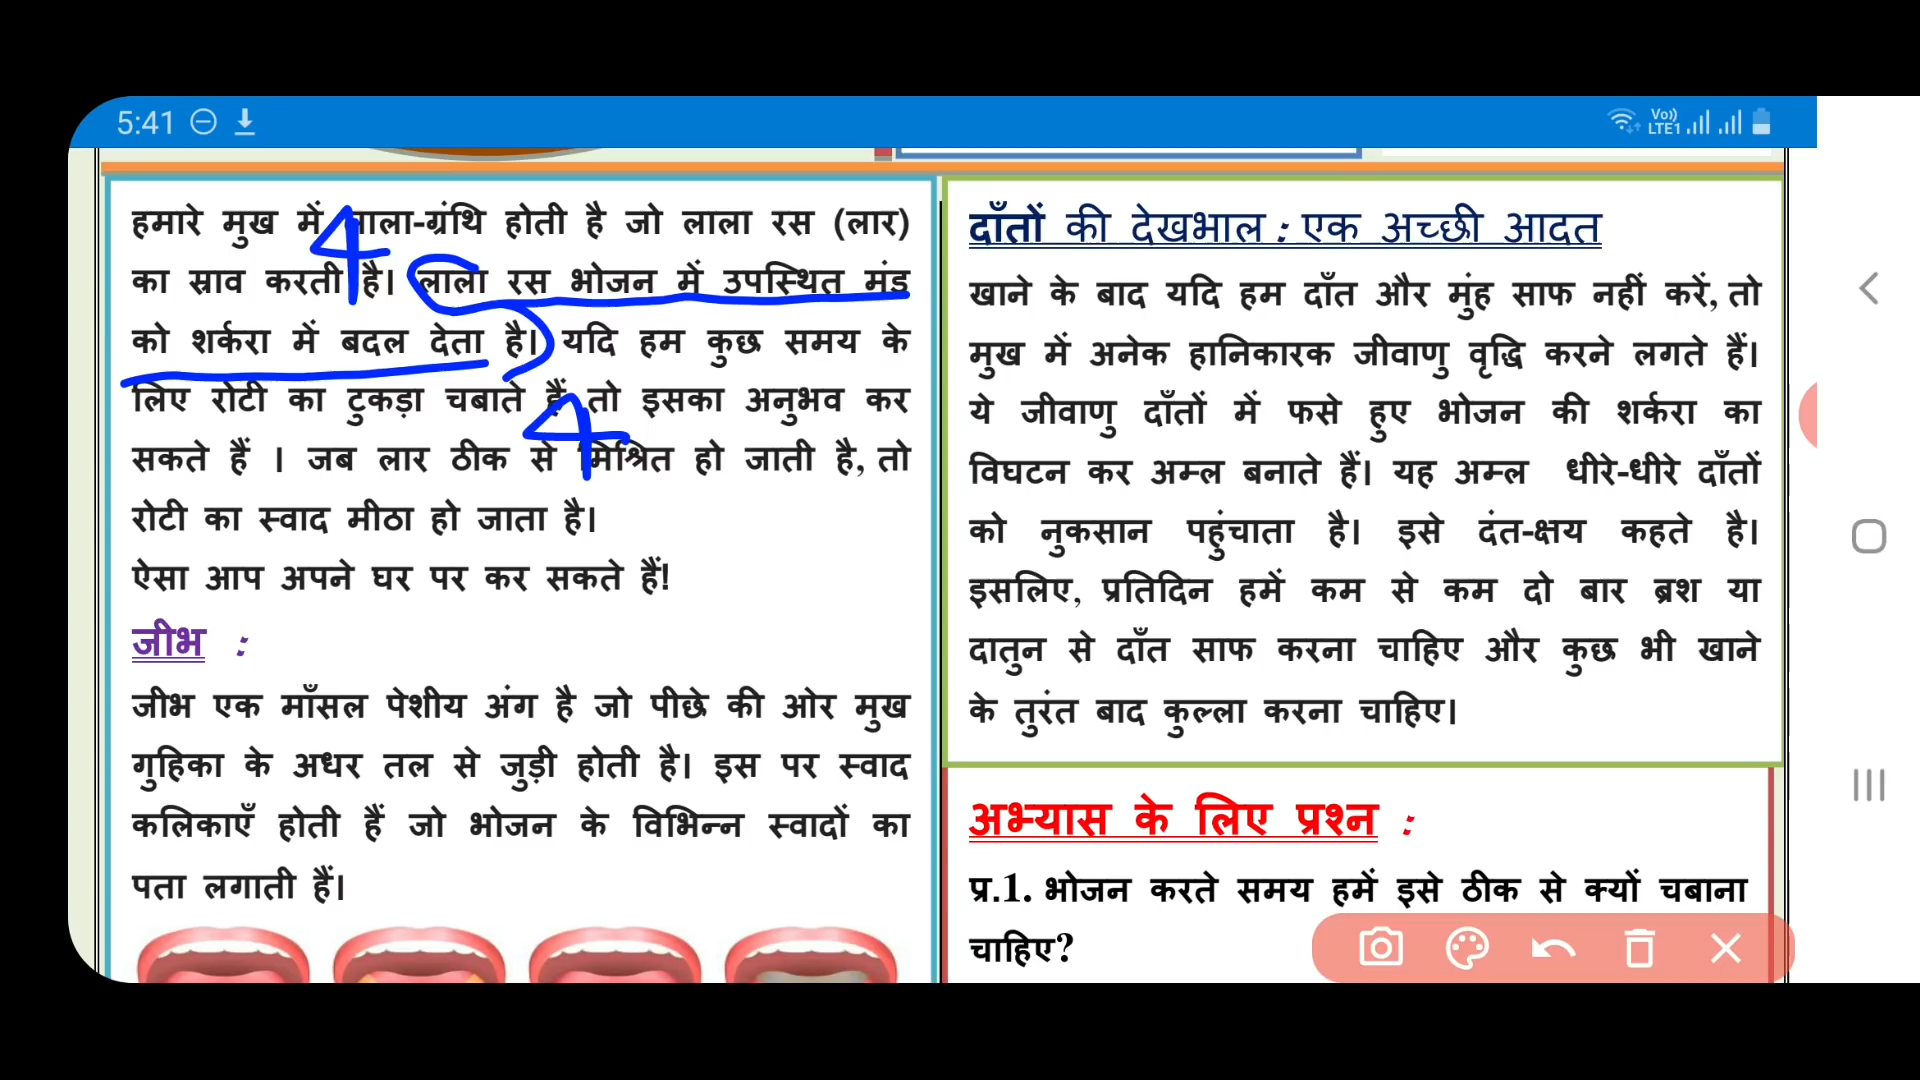 5:41
Vo))
LTE1
हमारे मुख में लाला-ग्रंथि होती है जो लाला रस (लार)
का स्राव करती है। लाला रस भोजन में उपस्थित मंड
को शर्करा में बदल देता है। यदि हम कुछ समय के
लिए रोटी का टुकड़ा चबाते हैं तो इसका अनुभव कर
सकते हैं । जब लार ठीक से मिश्रित हो जाती है, तो
रोटी का स्वाद मीठा हो जाता है।
ऐसा आप अपने घर पर कर सकते हैं!
4
4
जीभ :
जीभ एक माँसल पेशीय अंग है जो पीछे की ओर मुख
गुहिका के अधर तल से जुड़ी होती है। इस पर स्वाद
कलिकाएँ होती हैं जो भोजन के विभिन्न स्वादों का
पता लगाती हैं।
दाँतों की देखभाल : एक अच्छी आदत
खाने के बाद यदि हम दाँत और मुंह साफ नहीं करें, तो
मुख में अनेक हानिकारक जीवाणु वृद्धि करने लगते हैं।
ये जीवाणु दाँतों में फसे हुए भोजन की शर्करा का
विघटन कर अम्ल बनाते हैं। यह अम्ल धीरे-धीरे दाँतों
को नुकसान पहुंचाता है। इसे दंत-क्षय कहते है।
इसलिए, प्रतिदिन हमें कम से कम दो बार ब्रश या
दातुन से दाँत साफ करना चाहिए और कुछ भी खाने
के तुरंत बाद कुल्ला करना चाहिए।
अभ्यास के लिए प्रश्न :
प्र.1. भोजन करते समय हमें इसे ठीक से क्यों चबाना
चाहिए?